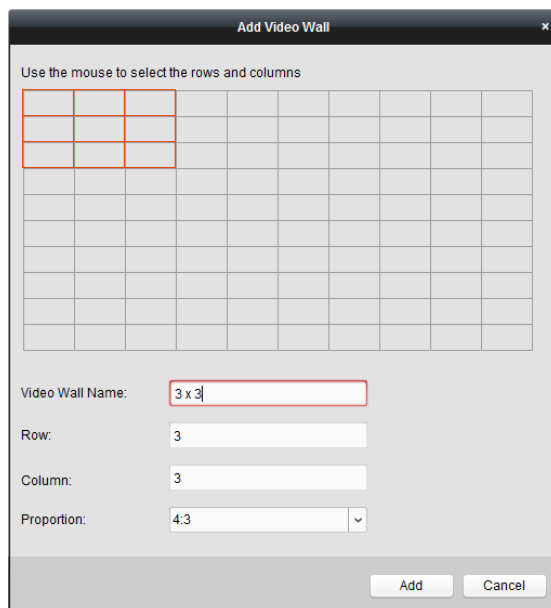 Add Video Wall ×
Use the mouse to select the rows and columns
Video Wall Name: 3 x 3
Row: 3
Column: 3
Proportion: 4:3
Add Cancel